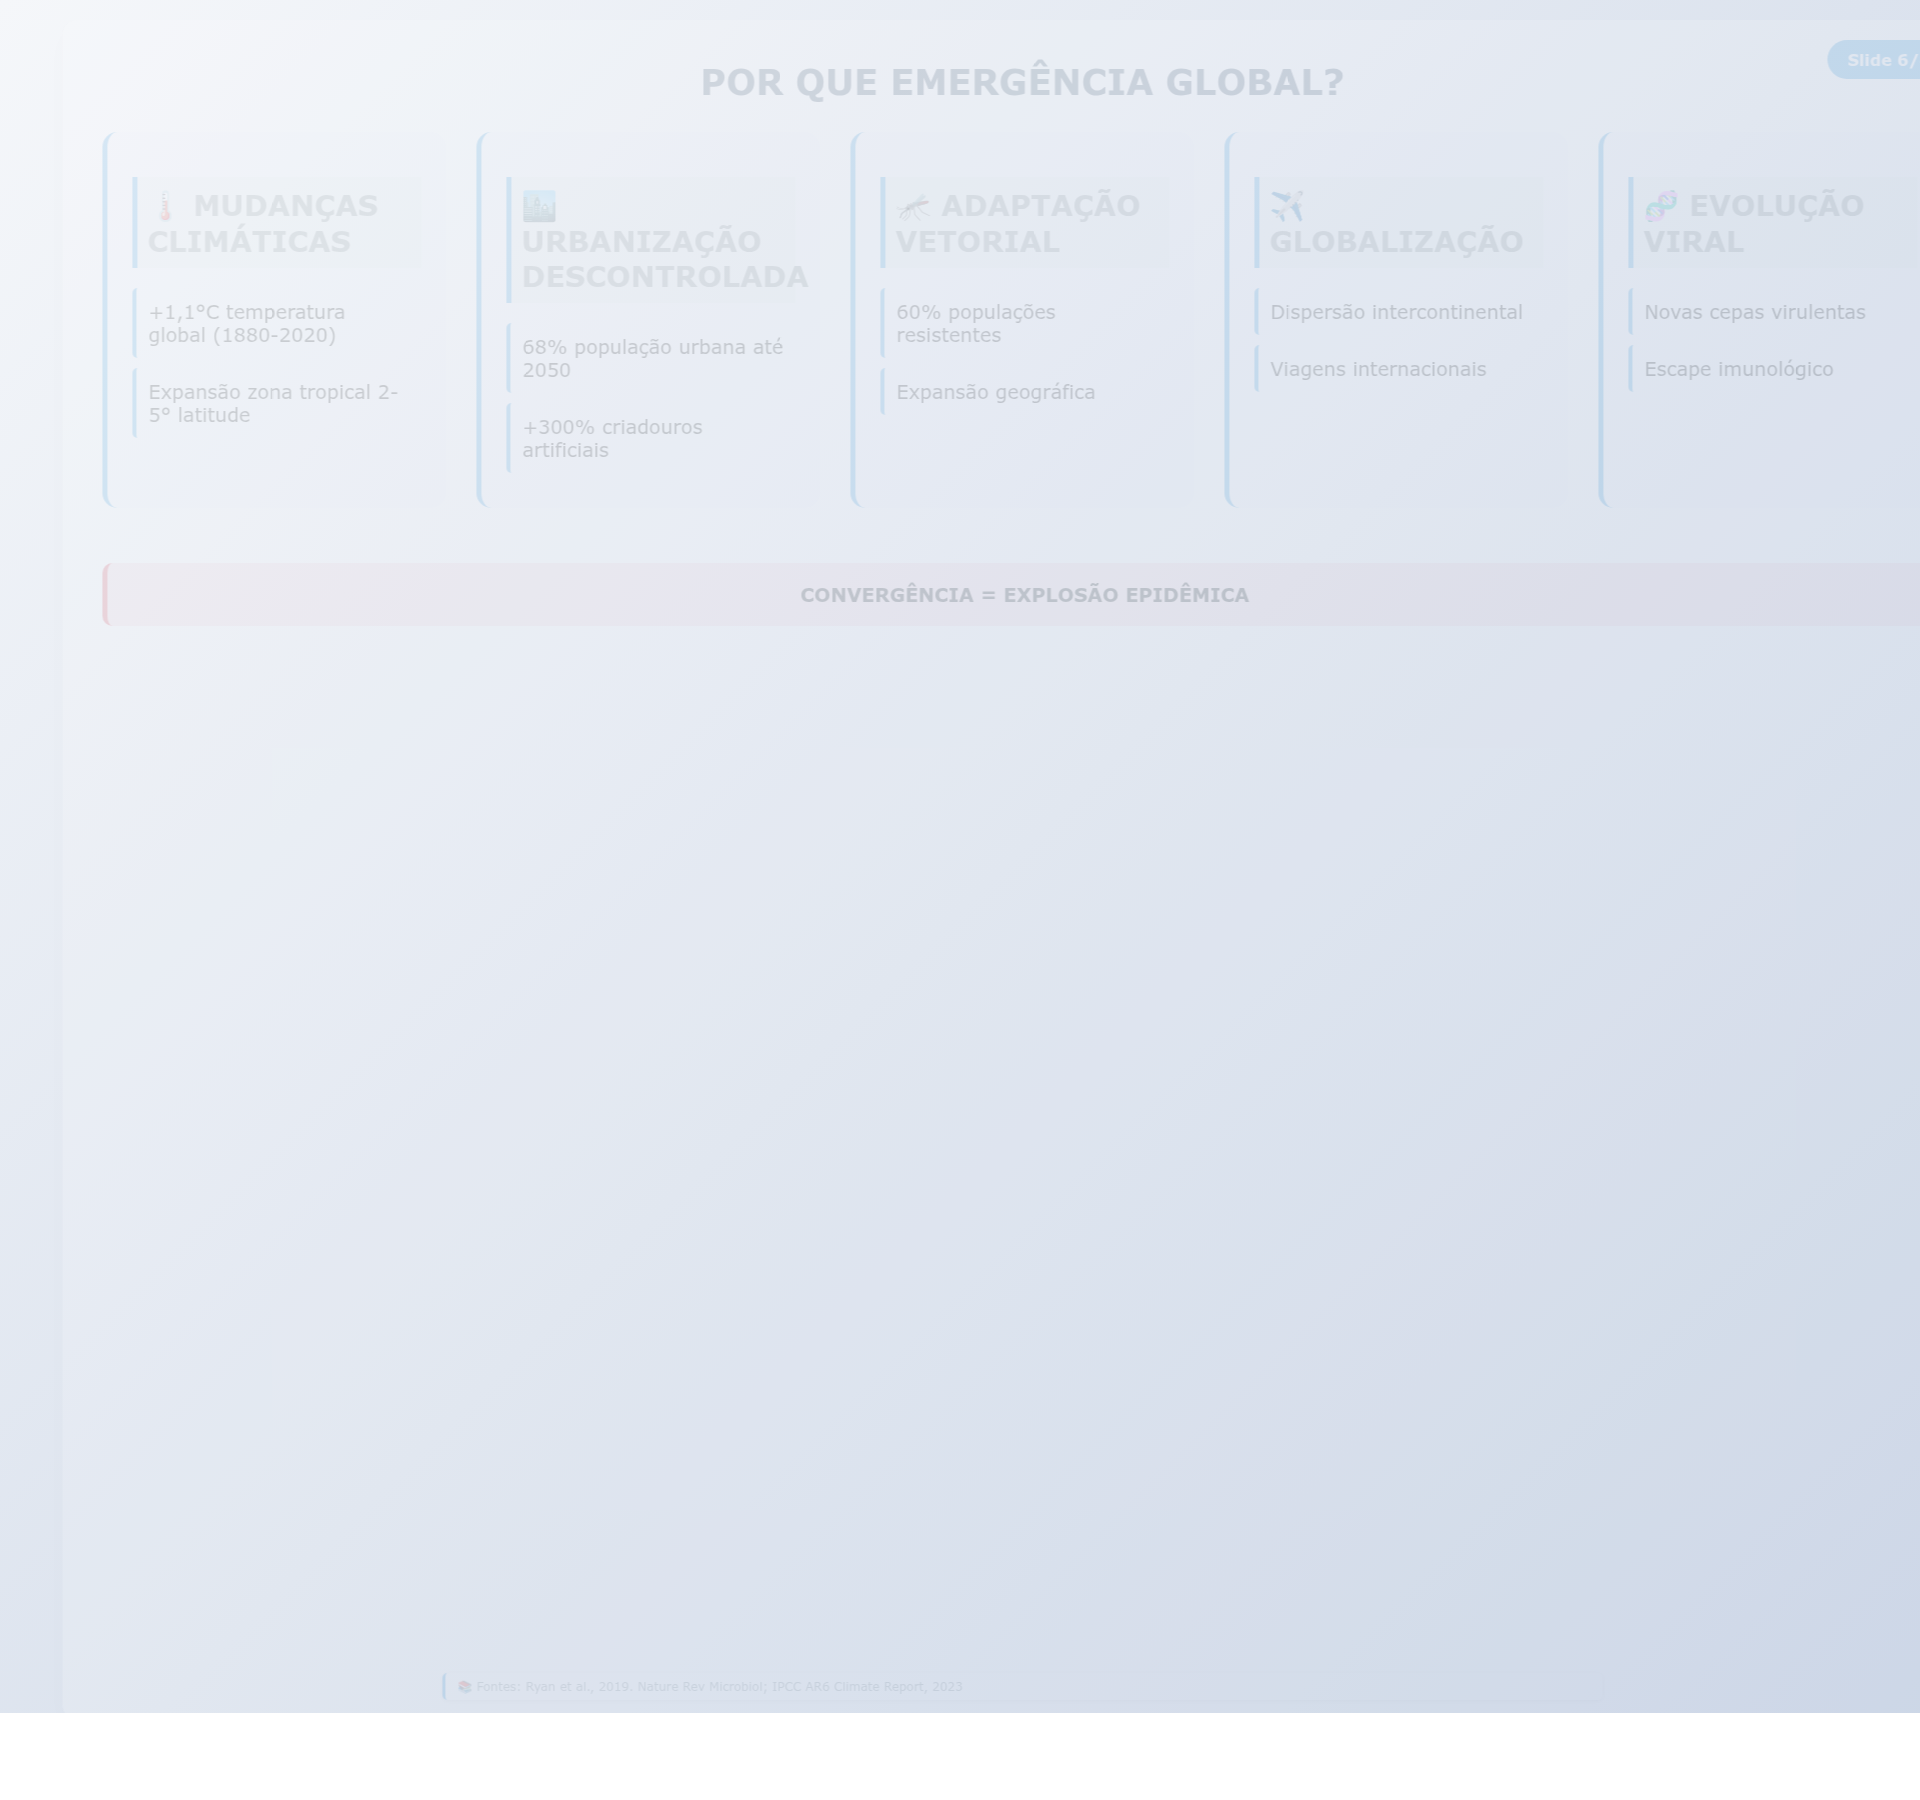 Slide 6/
POR QUE EMERGÊNCIA GLOBAL?
🌡️ MUDANÇAS
CLIMÁTICAS
+1,1°C temperatura
global (1880-2020)
Expansão zona tropical 2-
5° latitude
🏙️
URBANIZAÇÃO
DESCONTROLADA
68% população urbana até
2050
+300% criadouros
artificiais
🦟 ADAPTAÇÃO
VETORIAL
60% populações
resistentes
Expansão geográfica
✈️
GLOBALIZAÇÃO
Dispersão intercontinental
Viagens internacionais
🧬 EVOLUÇÃO
VIRAL
Novas cepas virulentas
Escape imunológico
CONVERGÊNCIA = EXPLOSÃO EPIDÊMICA
📚 Fontes: Ryan et al., 2019. Nature Rev Microbiol; IPCC AR6 Climate Report, 2023